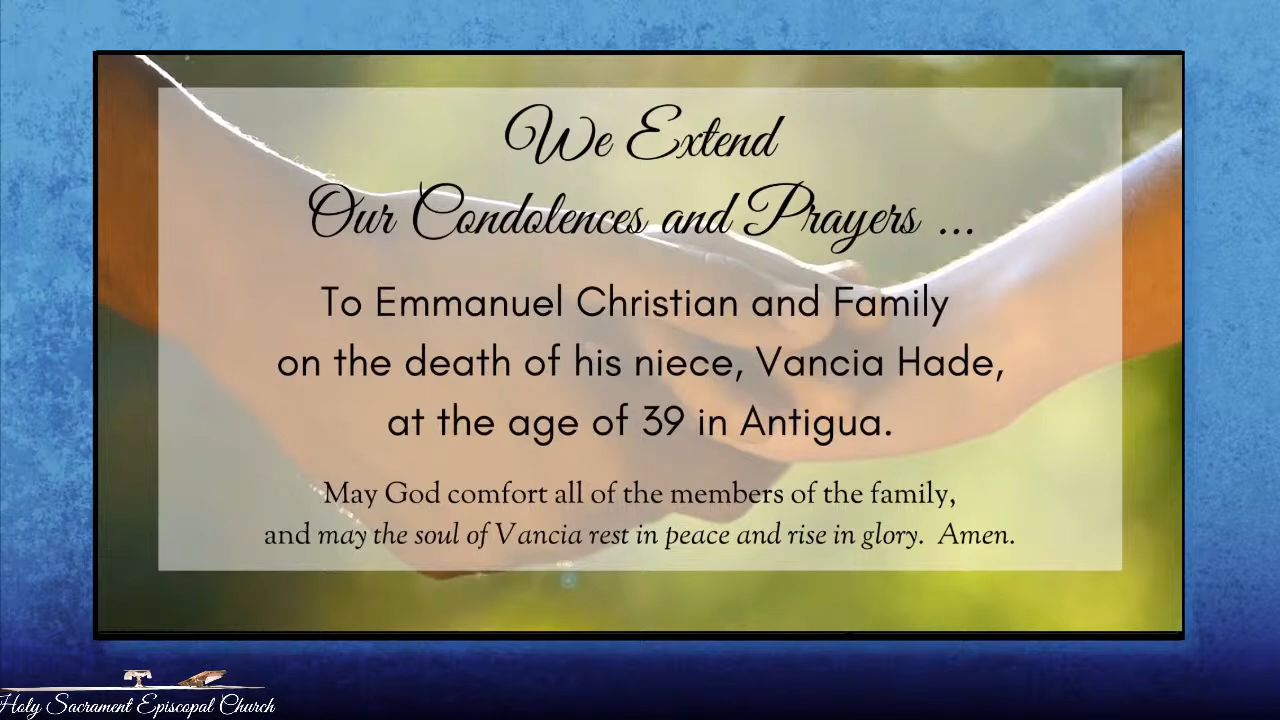 We Extend
Our Condolences and Prayers ...
To Emmanuel Christian and Family
on the death of his niece, Vancia Hade,
at the age of 39 in Antigua.
May God comfort all of the members of the family,
and may the soul of Vancia rest in peace and rise in glory. Amen.
Holy Sacrament Episcopal Church